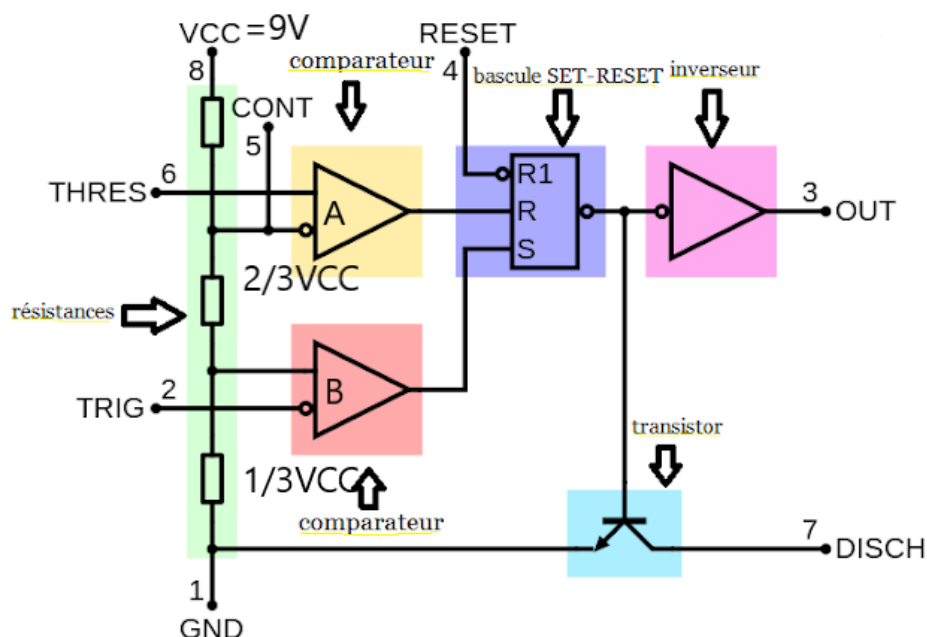 VCC =9V
RESET
8
comparateur
4
bascule SET-RESET
inverseur
CONT
5
THRES
6
R1
A
R
3
OUT
S
2/3VCC
résistances
B
TRIG
2
transistor
1/3VCC
comparateur
7
DISCH
1
GND